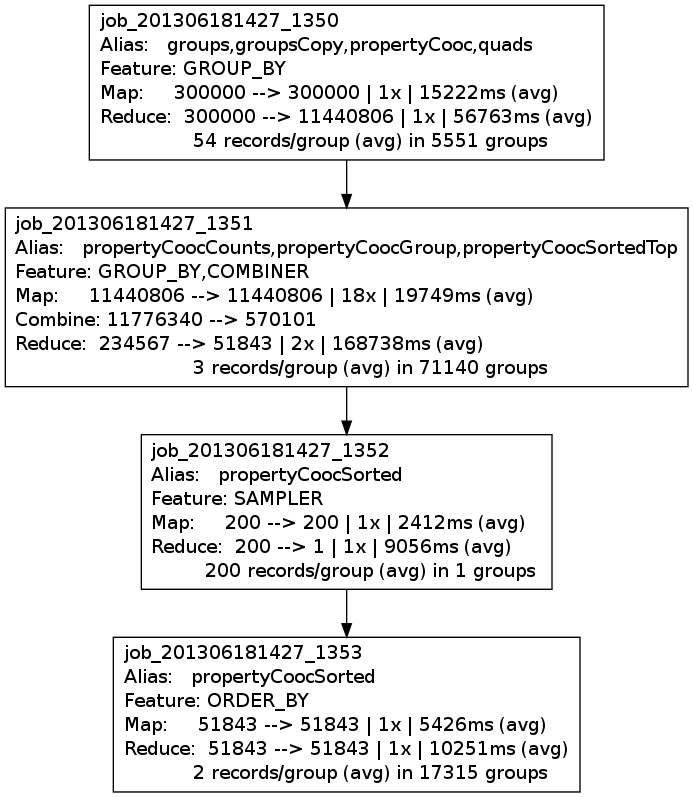 job_201306181427_1350
Alias: groups,groupsCopy,propertyCooc,quads
Feature: GROUP_BY
Map: 300000 --> 300000 | 1x | 15222ms (avg)
Reduce: 300000 --> 11440806 | 1x | 56763ms (avg)
54 records/group (avg) in 5551 groups
job_201306181427_1351
Alias: propertyCoocCounts,propertyCoocGroup,propertyCoocSortedTop
Feature: GROUP_BY,COMBINER
Map: 11440806 --> 11440806 | 18x | 19749ms (avg)
Combine: 11776340 --> 570101
Reduce: 234567 --> 51843 | 2x | 168738ms (avg)
3 records/group (avg) in 71140 groups
job_201306181427_1352
Alias: propertyCoocSorted
Feature: SAMPLER
Map: 200 --> 200 | 1x | 2412ms (avg)
Reduce: 200 --> 1 | 1x | 9056ms (avg)
200 records/group (avg) in 1 groups
job_201306181427_1353
Alias: propertyCoocSorted
Feature: ORDER_BY
Map: 51843 --> 51843 | 1x | 5426ms (avg)
Reduce: 51843 --> 51843 | 1x | 10251ms (avg)
2 records/group (avg) in 17315 groups